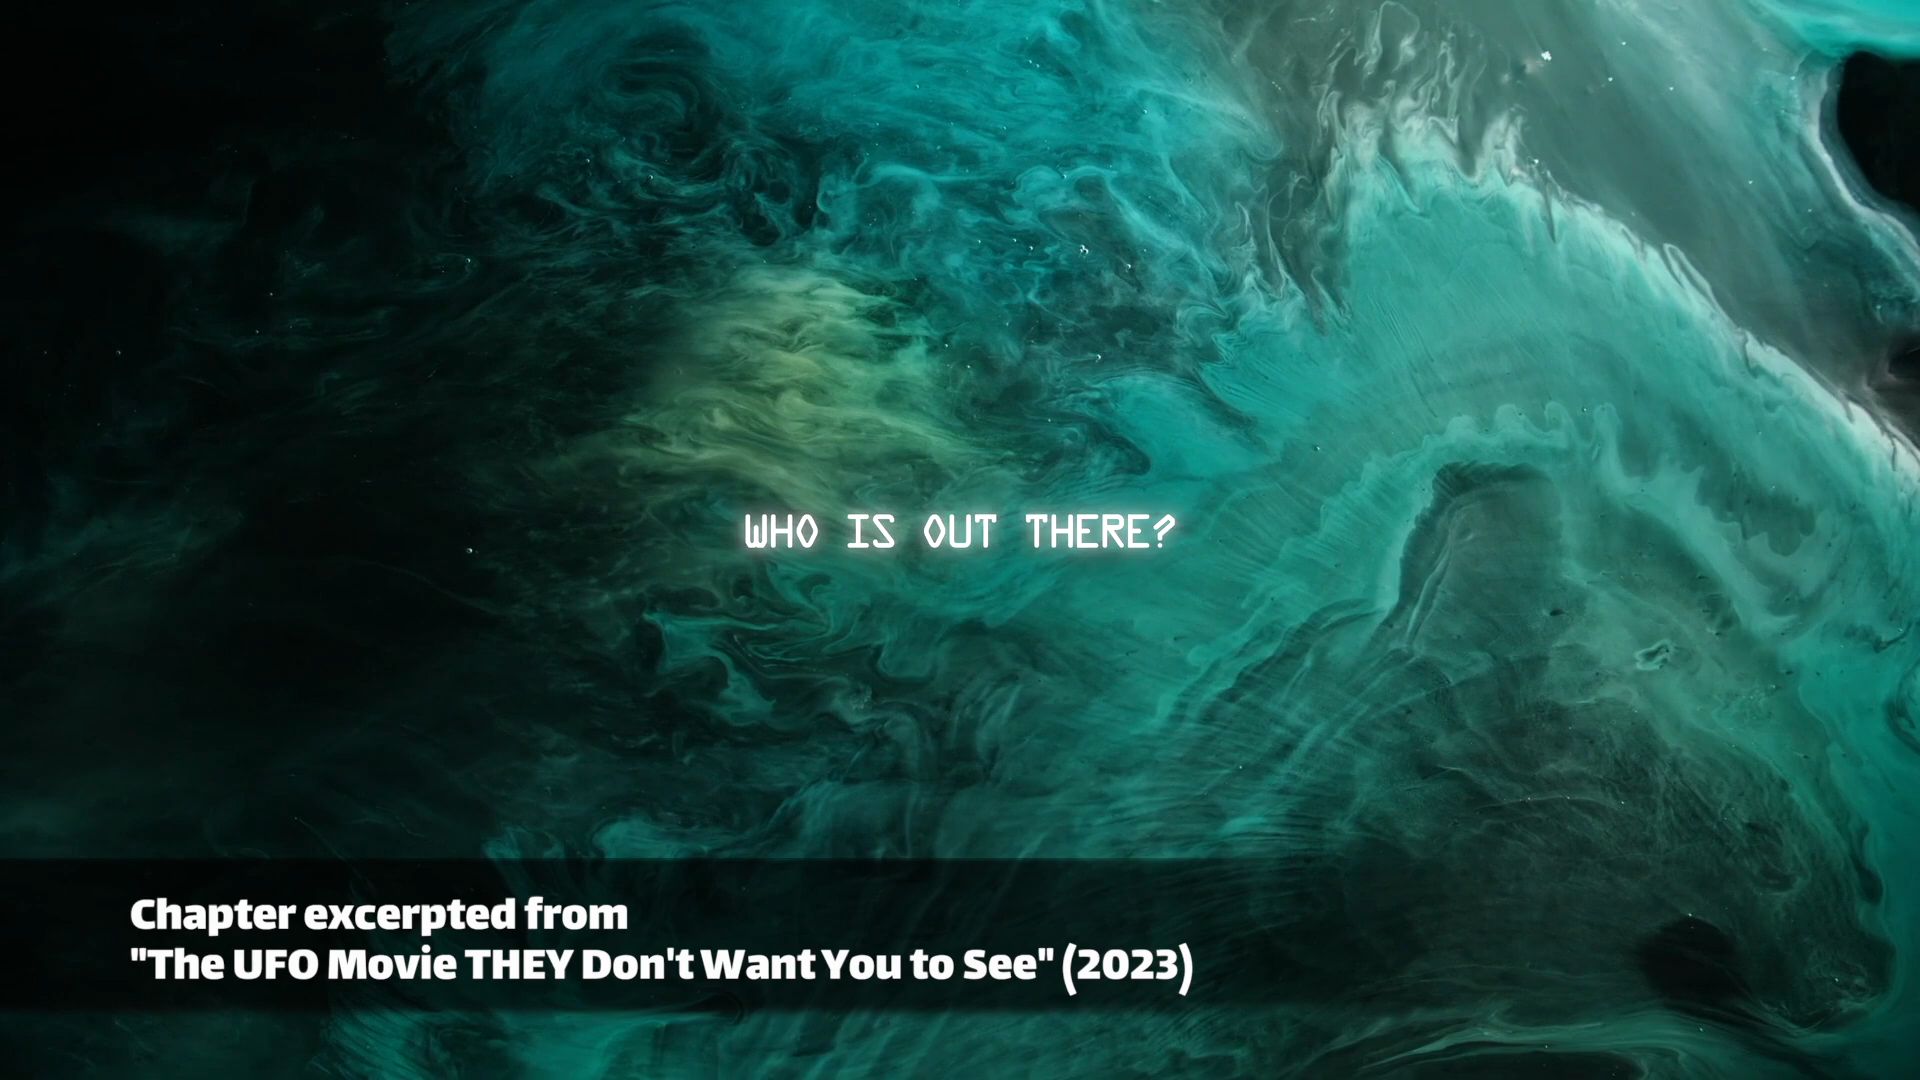 WHO IS OUT THERE?
Chapter excerpted from
"The UFO Movie THEY Don't Want You to See" (2023)